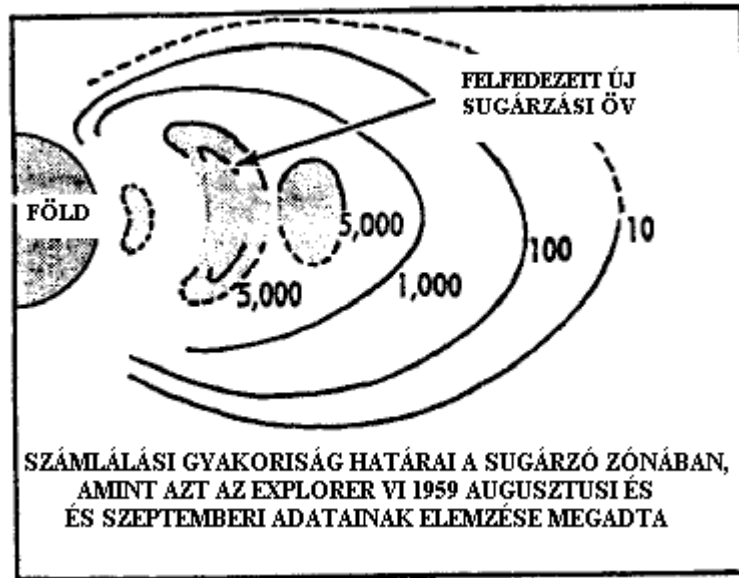 FELFEDEZETT ÚJ
SUGÁRZÁSI ÖV
FÖLD
5,000
10
100
5,000
1,000
SZÁMLÁLÁSI GYAKORISÁG HATÁRAI A SUGÁRZÓ ZÓNÁBAN,
AMINT AZT AZ EXPLORER VI 1959 AUGUSZTUSI ÉS
ÉS SZEPTEMBERI ADATAINAK ELEMZÉSE MEGADTA